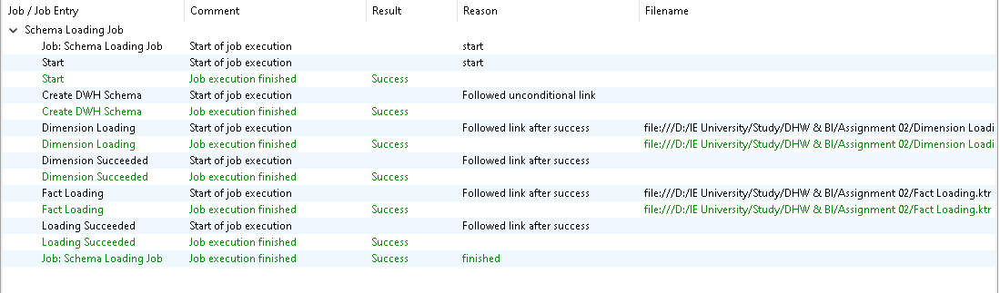 Job / Job Entry Comment Result Reason Filename
Schema Loading Job
Job: Schema Loading Job Start of job execution start
Start Start of job execution start
Start Job execution finished Success
Create DWH Schema Start of job execution Followed unconditional link
Create DWH Schema Job execution finished Success
Dimension Loading Start of job execution Followed link after success file:///D:/IE University/Study/DHW & BI/Assignment 02/Dimension Loadi
Dimension Loading Job execution finished Success file:///D:/IE University/Study/DHW & BI/Assignment 02/Dimension Loadi
Dimension Succeeded Start of job execution Followed link after success
Dimension Succeeded Job execution finished Success
Fact Loading Start of job execution Followed link after success file:///D:/IE University/Study/DHW & BI/Assignment 02/Fact Loading.ktr
Fact Loading Job execution finished Success file:///D:/IE University/Study/DHW & BI/Assignment 02/Fact Loading.ktr
Loading Succeeded Start of job execution Followed link after success
Loading Succeeded Job execution finished Success
Job: Schema Loading Job Job execution finished Success finished